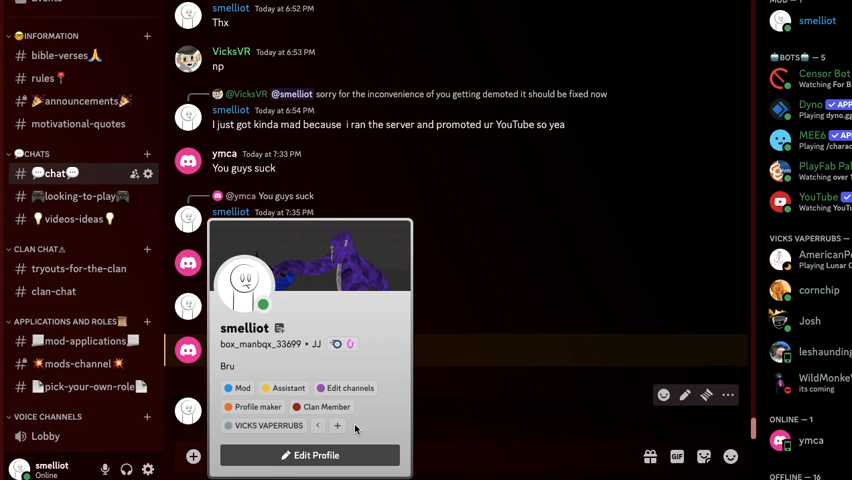 Events
INFORMATION
bible-verses
rules
announcements
motivational-quotes
CHATS
chat
looking-to-play
videos-ideas
CLAN CHAT
tryouts-for-the-clan
clan-chat
APPLICATIONS AND ROLES
mod-applications
mods-channel
pick-your-own-role
VOICE CHANNELS
Lobby
smelliot
Online
smelliot Today at 6:52 PM
Thx
VicksVR Today at 6:53 PM
np
@VicksVR @smelliot sorry for the inconvenience of you getting demoted it should be fixed now
smelliot Today at 6:54 PM
I just got kinda mad because i ran the server and promoted ur YouTube so yea
ymca Today at 7:33 PM
You guys suck
@ymca You guys suck
smelliot Today at 7:35 PM
smelliot
box_manbqx_33699 • JJ
Bru
Mod Assistant Edit channels
Profile maker Clan Member
VICKS VAPERRUBS < +
Edit Profile
GIF
MOD — 1
smelliot
BOTS — 5
Censor Bot
Watching For B
Dyno APP
Playing dyno.gg
MEE6 AP
Playing /charac
PlayFab Pa
Watching over 1
YouTube
Watching YouTu
VICKS VAPERRUBS —
AmericanPe
Playing Lunar C
cornchip
Josh
leshaunding
WildMonkeV
its coming
ONLINE — 1
ymca
OFFLINE — 16